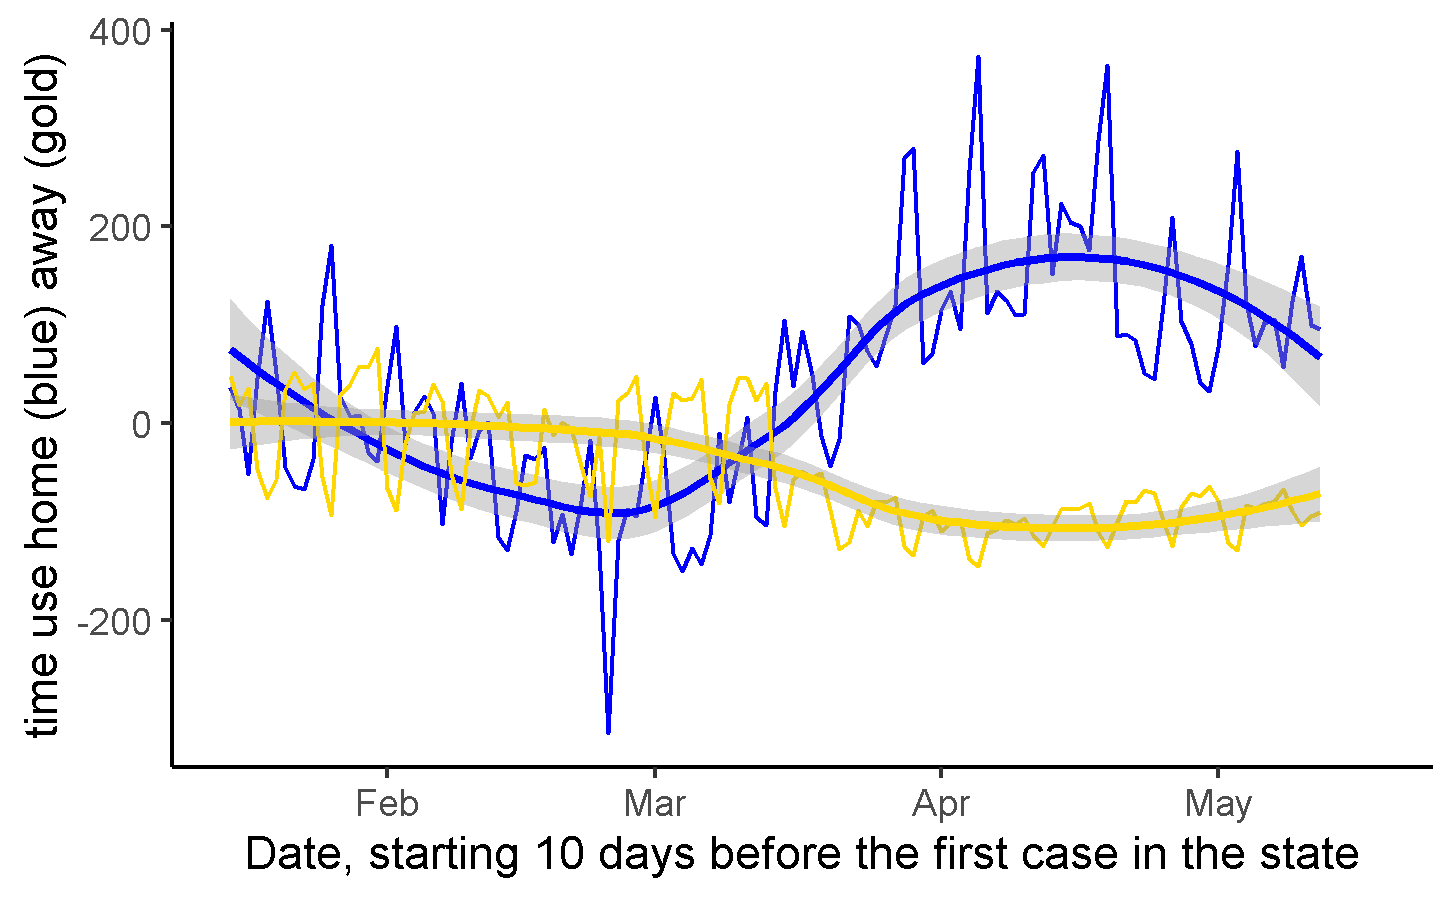 time use home (blue) away (gold)
400
200
0
-200
Feb Mar Apr May
Date, starting 10 days before the first case in the state